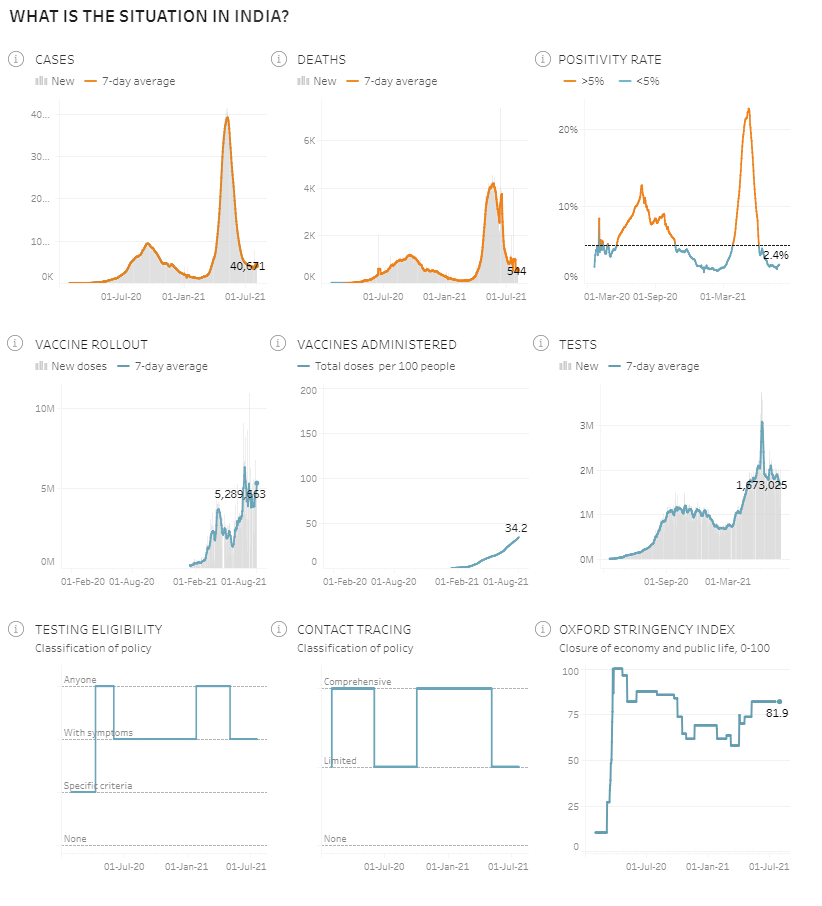 WHAT IS THE SITUATION IN INDIA?
i CASES
New 7-day average
40...
30...
20...
10...
0K
40,671
01-Jul-20 01-Jan-21 01-Jul-21
i DEATHS
New 7-day average
6K
4K
2K
0K
544
01-Jul-20 01-Jan-21 01-Jul-21
i POSITIVITY RATE
>5% <5%
20%
10%
0%
2.4%
01-Mar-20 01-Sep-20 01-Mar-21
i VACCINE ROLLOUT
New doses 7-day average
10M
5M
0M
5,289,663
01-Feb-20 01-Aug-20 01-Feb-21 01-Aug-21
i VACCINES ADMINISTERED
Total doses per 100 people
200
150
100
50
0
34.2
01-Feb-20 01-Aug-20 01-Feb-21 01-Aug-21
i TESTS
New 7-day average
3M
2M
1M
0M
1,673,025
01-Sep-20 01-Mar-21
i TESTING ELIGIBILITY
Classification of policy
Anyone
With symptoms
Specific criteria
None
01-Jul-20 01-Jan-21 01-Jul-21
i CONTACT TRACING
Classification of policy
Comprehensive
Limited
None
01-Jul-20 01-Jan-21 01-Jul-21
i OXFORD STRINGENCY INDEX
Closure of economy and public life, 0-100
100
75
50
25
0
81.9
01-Jul-20 01-Jan-21 01-Jul-21